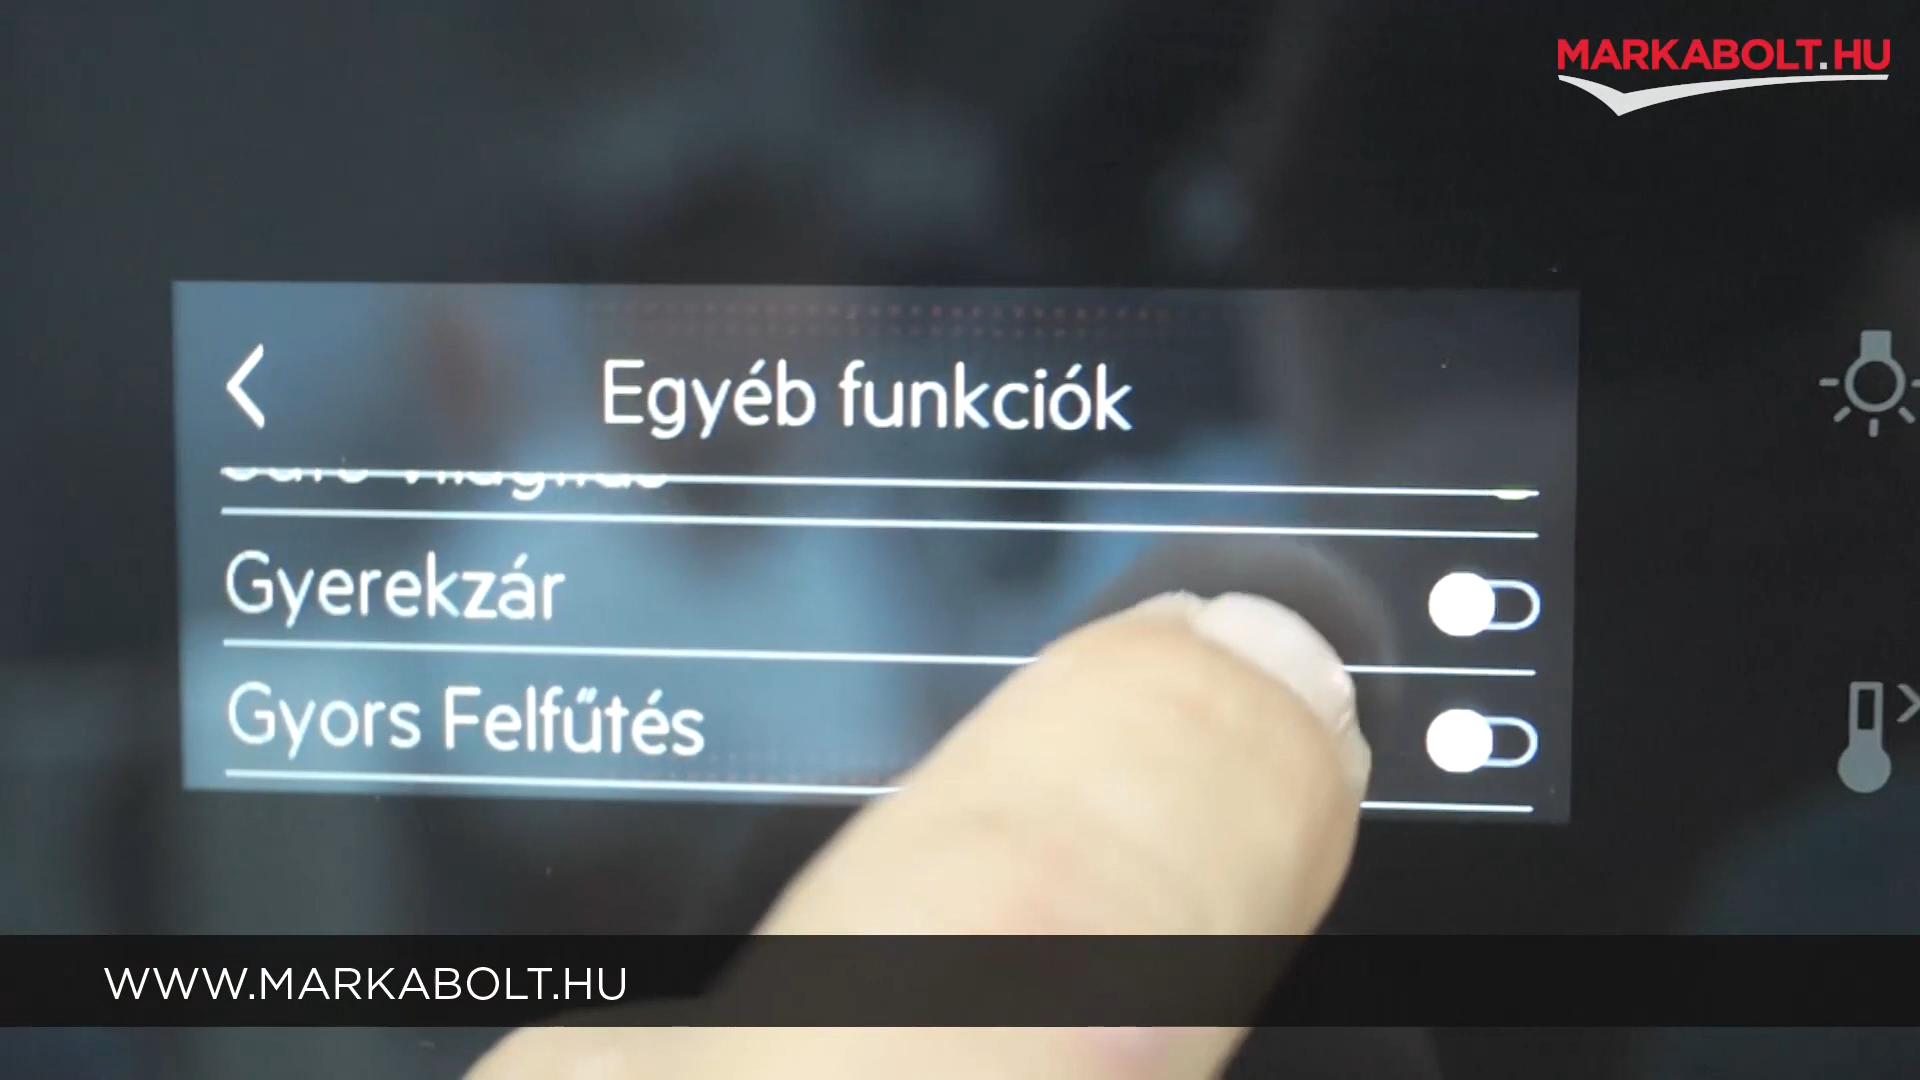 MARKABOLT.HU
Egyéb funkciók
Gyerekzár
Gyors Felfűtés
WWW.MARKABOLT.HU